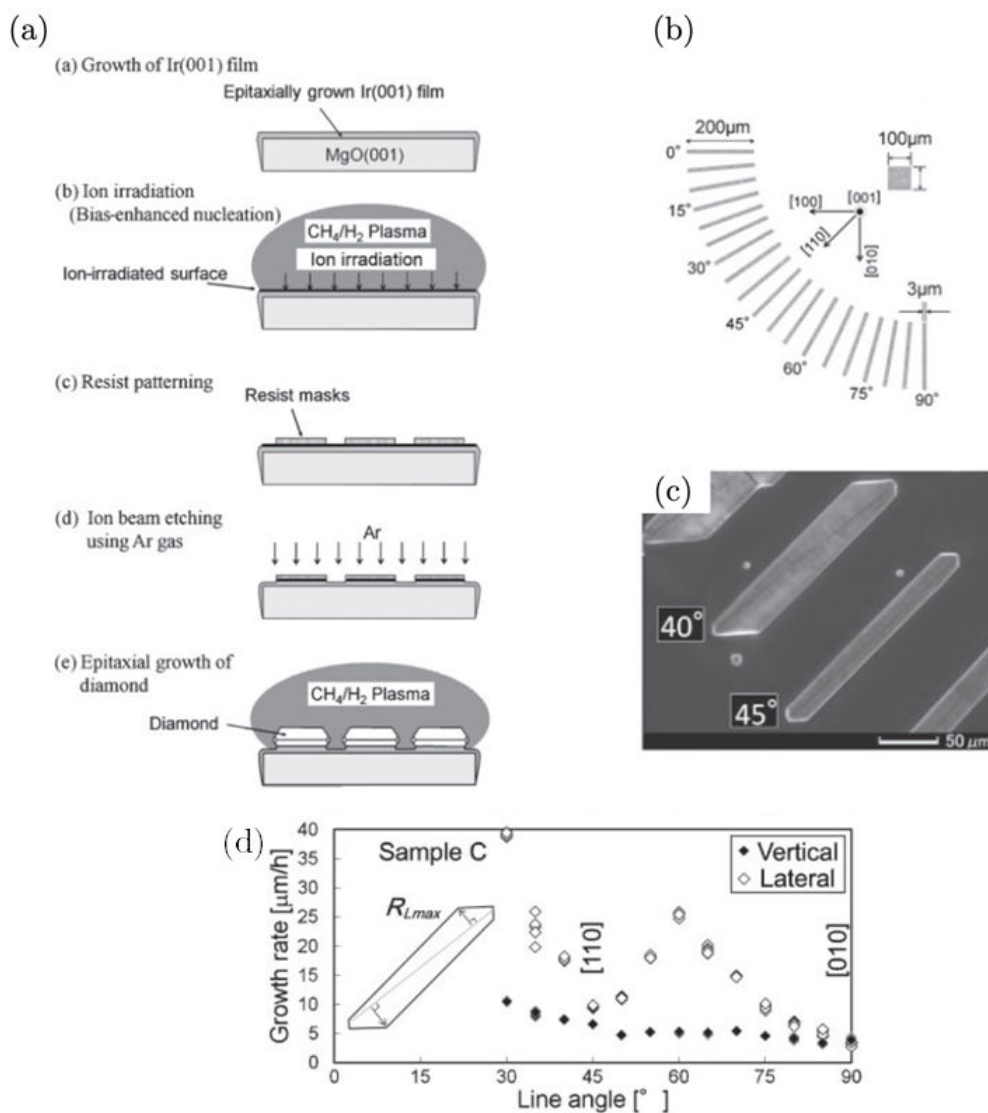 (a)
(a) Growth of Ir(001) film
Epitaxially grown Ir(001) film
MgO(001)
(b) Ion irradiation
(Bias-enhanced nucleation)
CH₄/H₂ Plasma
Ion irradiation
Ion-irradiated surface
(c) Resist patterning
Resist masks
(d) Ion beam etching
using Ar gas
Ar
(e) Epitaxial growth of
diamond
CH₄/H₂ Plasma
Diamond
(b)
200μm
100μm
0°
15°
30°
45°
60°
75°
90°
[100]
[001]
[110]
[010]
3μm
(c)
40°
45°
50 μm
(d)
Sample C
Vertical
Lateral
R_Lmax
[110]
[010]
Growth rate [μm/h]
40
35
30
25
20
15
10
5
0
0 15 30 45 60 75 90
Line angle [°]